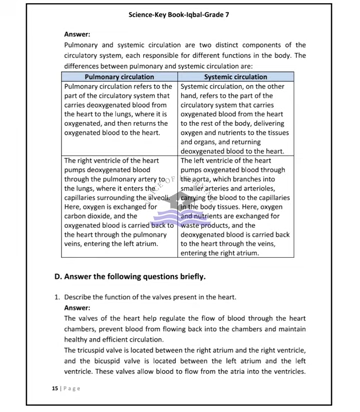 Science-Key Book-Iqbal-Grade 7
Answer:
Pulmonary and systemic circulation are two distinct components of the
circulatory system, each responsible for different functions in the body. The
differences between pulmonary and systemic circulation are:
Pulmonary circulation
Pulmonary circulation refers to the
part of the circulatory system that
carries deoxygenated blood from
the heart to the lungs, where it is
oxygenated, and then returns the
oxygenated blood to the heart.
Systemic circulation
Systemic circulation, on the other
hand, refers to the part of the
circulatory system that carries
oxygenated blood from the heart
to the rest of the body, delivering
oxygen and nutrients to the tissues
and organs, and returning
deoxygenated blood to the heart.
The right ventricle of the heart
pumps deoxygenated blood
through the pulmonary artery to
the lungs, where it enters the
capillaries surrounding the alveoli.
Here, oxygen is exchanged for
carbon dioxide, and the
oxygenated blood is carried back to
the heart through the pulmonary
veins, entering the left atrium.
The left ventricle of the heart
pumps oxygenated blood through
the aorta, which branches into
smaller arteries and arterioles,
carrying the blood to the capillaries
in the body tissues. Here, oxygen
and nutrients are exchanged for
waste products, and the
deoxygenated blood is carried back
to the heart through the veins,
entering the right atrium.
D. Answer the following questions briefly.
1. Describe the function of the valves present in the heart.
Answer:
The valves of the heart help regulate the flow of blood through the heart
chambers, prevent blood from flowing back into the chambers and maintain
healthy and efficient circulation.
The tricuspid valve is located between the right atrium and the right ventricle,
and the bicuspid valve is located between the left atrium and the left
ventricle. These valves allow blood to flow from the atria into the ventricles.
15 | P a g e